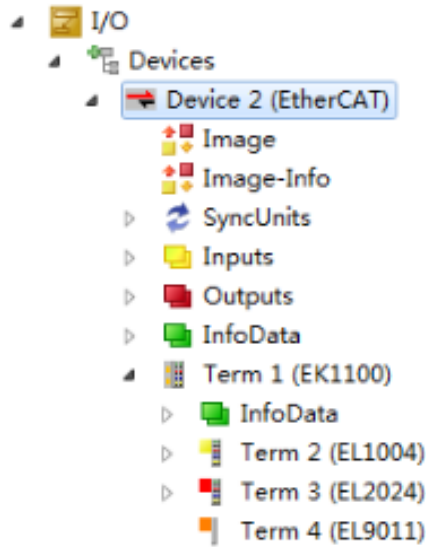 I/O
Devices
Device 2 (EtherCAT)
Image
Image-Info
SyncUnits
Inputs
Outputs
InfoData
Term 1 (EK1100)
InfoData
Term 2 (EL1004)
Term 3 (EL2024)
Term 4 (EL9011)